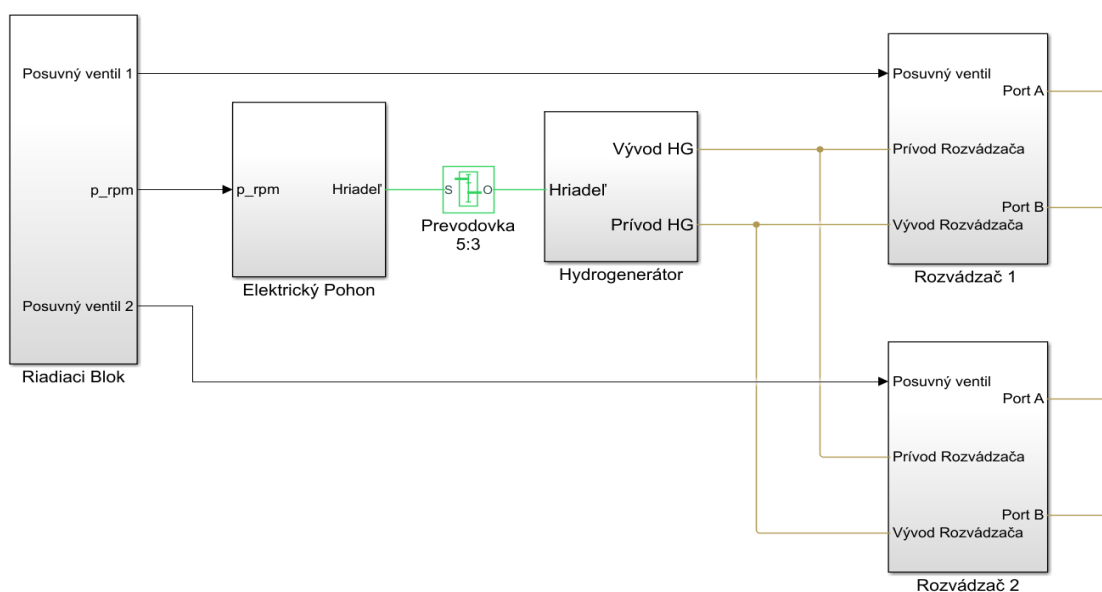 Posuvný ventil 1
p_rpm
Posuvný ventil 2
Riadiaci Blok
p_rpm
Hriadeľ
Elektrický Pohon
S
O
Prevodovka
5:3
Vývod HG
Hriadeľ
Prívod HG
Hydrogenerátor
Posuvný ventil
Port A
Prívod Rozvádzača
Port B
Vývod Rozvádzača
Rozvádzač 1
Posuvný ventil
Port A
Prívod Rozvádzača
Port B
Vývod Rozvádzača
Rozvádzač 2